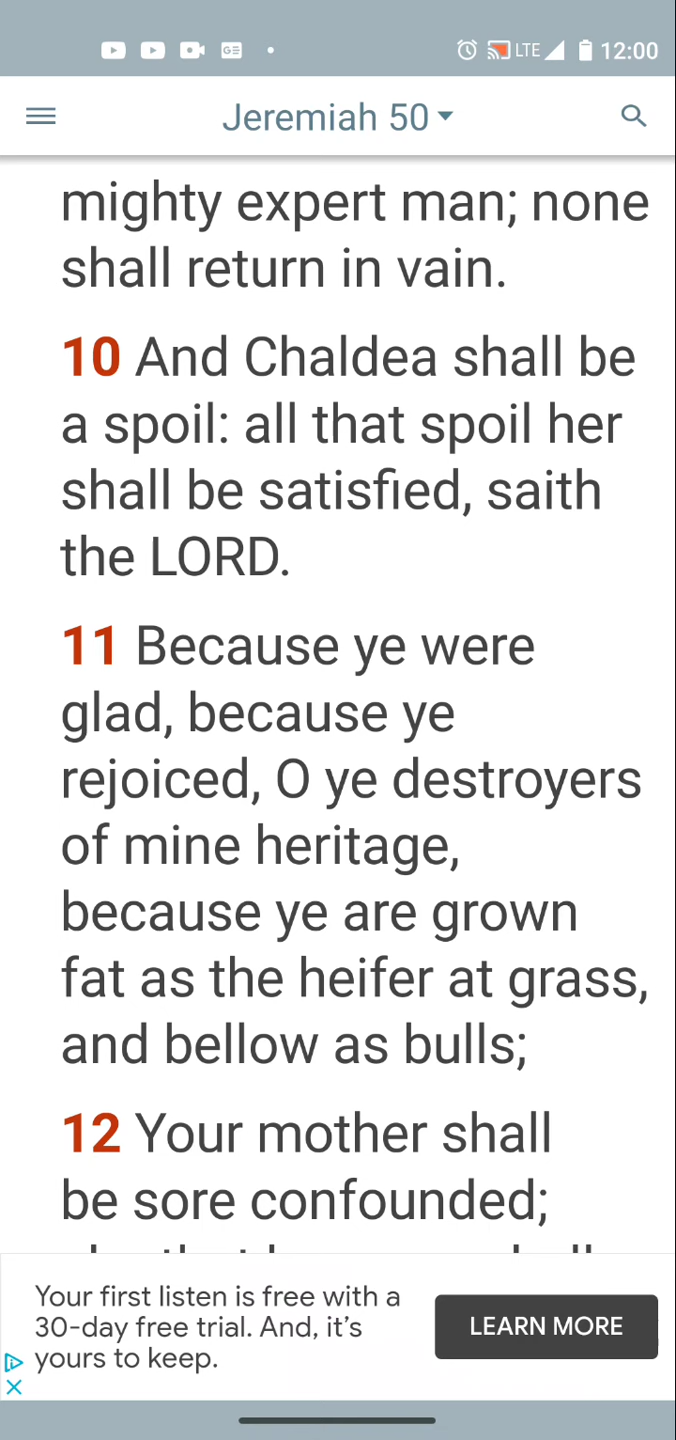 LTE 12:00
Jeremiah 50
mighty expert man; none
shall return in vain.
10 And Chaldea shall be
a spoil: all that spoil her
shall be satisfied, saith
the LORD.
11 Because ye were
glad, because ye
rejoiced, O ye destroyers
of mine heritage,
because ye are grown
fat as the heifer at grass,
and bellow as bulls;
12 Your mother shall
be sore confounded;
Your first listen is free with a
30-day free trial. And, it's
yours to keep.
LEARN MORE